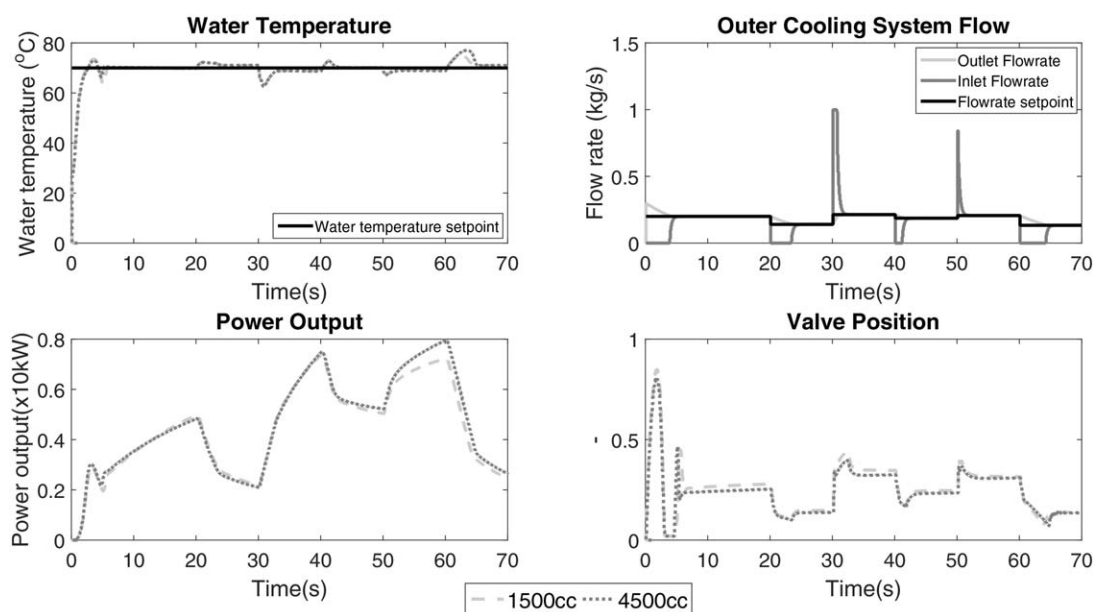 Water Temperature
Water temperature (°C)
80
60
40
20
0
Water temperature setpoint
0 10 20 30 40 50 60 70
Time(s)
Outer Cooling System Flow
Flow rate (kg/s)
1.5
1
0.5
0
Outlet Flowrate
Inlet Flowrate
Flowrate setpoint
0 10 20 30 40 50 60 70
Time(s)
Power Output
Power output(x10kW)
0.8
0.6
0.4
0.2
0
0 10 20 30 40 50 60 70
Time(s)
Valve Position
-
1
0.5
0
0 10 20 30 40 50 60 70
Time(s)
1500cc 4500cc